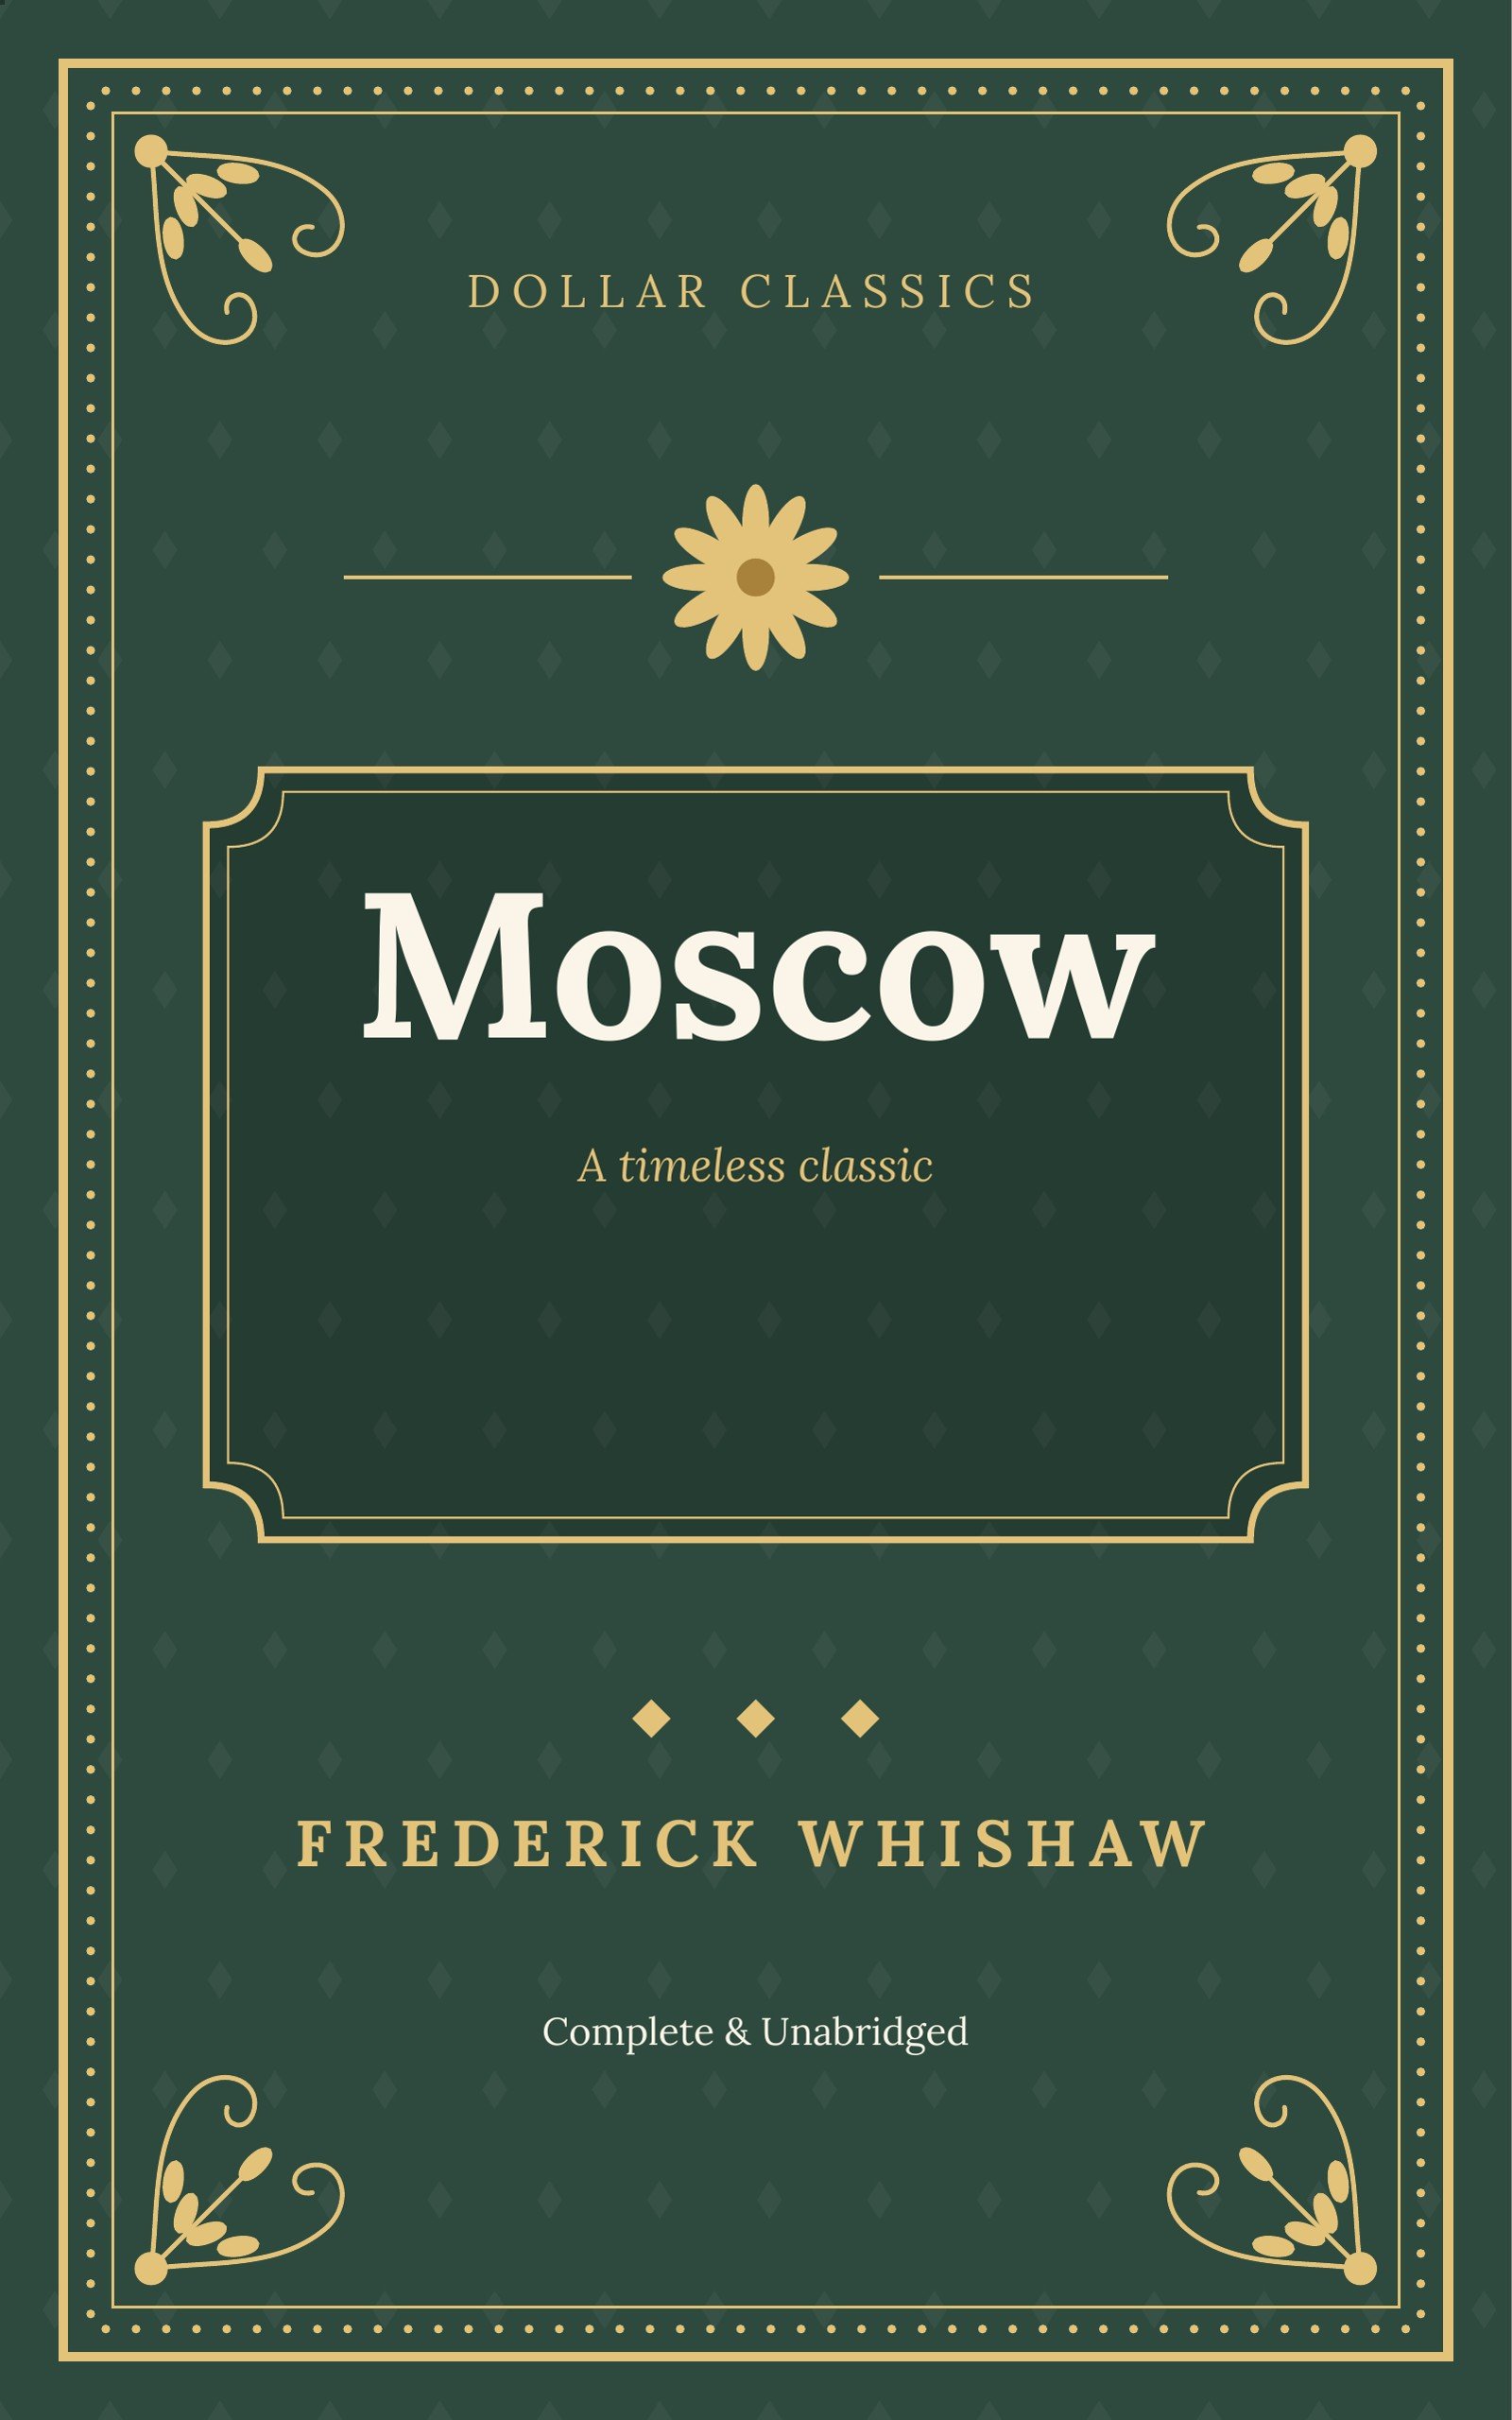 DOLLAR CLASSICS
Moscow
A timeless classic
FREDERICK WHISHAW
Complete & Unabridged